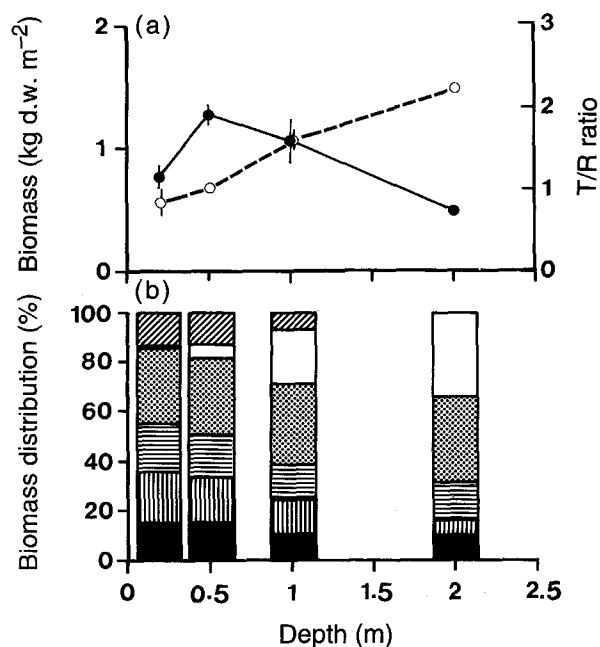 (a)
2
1
0
Biomass (kg d.w. m⁻²)
3
2
1
0
T/R ratio
(b)
100
80
60
40
20
0
Biomass distribution (%)
0 0·5 1 1·5 2 2.5
Depth (m)